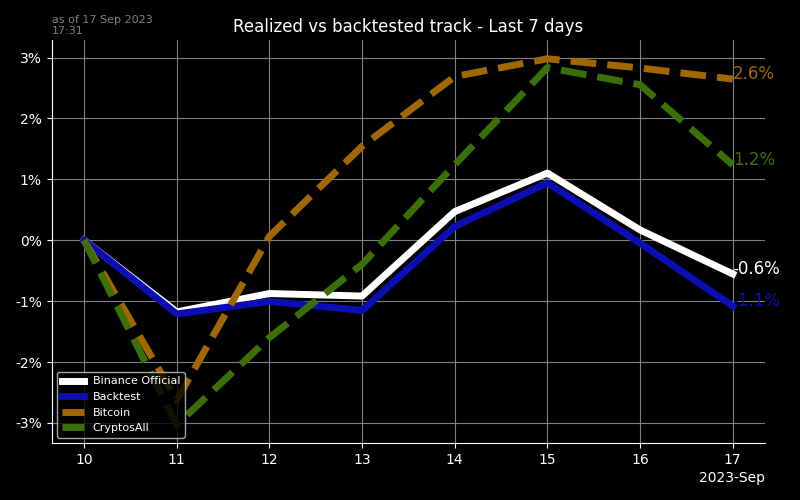 as of 17 Sep 2023
17:31
Realized vs backtested track - Last 7 days
3%
2%
1%
0%
-1%
-2%
-3%
2.6%
1.2%
-0.6%
-1.1%
Binance Official
Backtest
Bitcoin
CryptosAll
10 11 12 13 14 15 16 17
2023-Sep